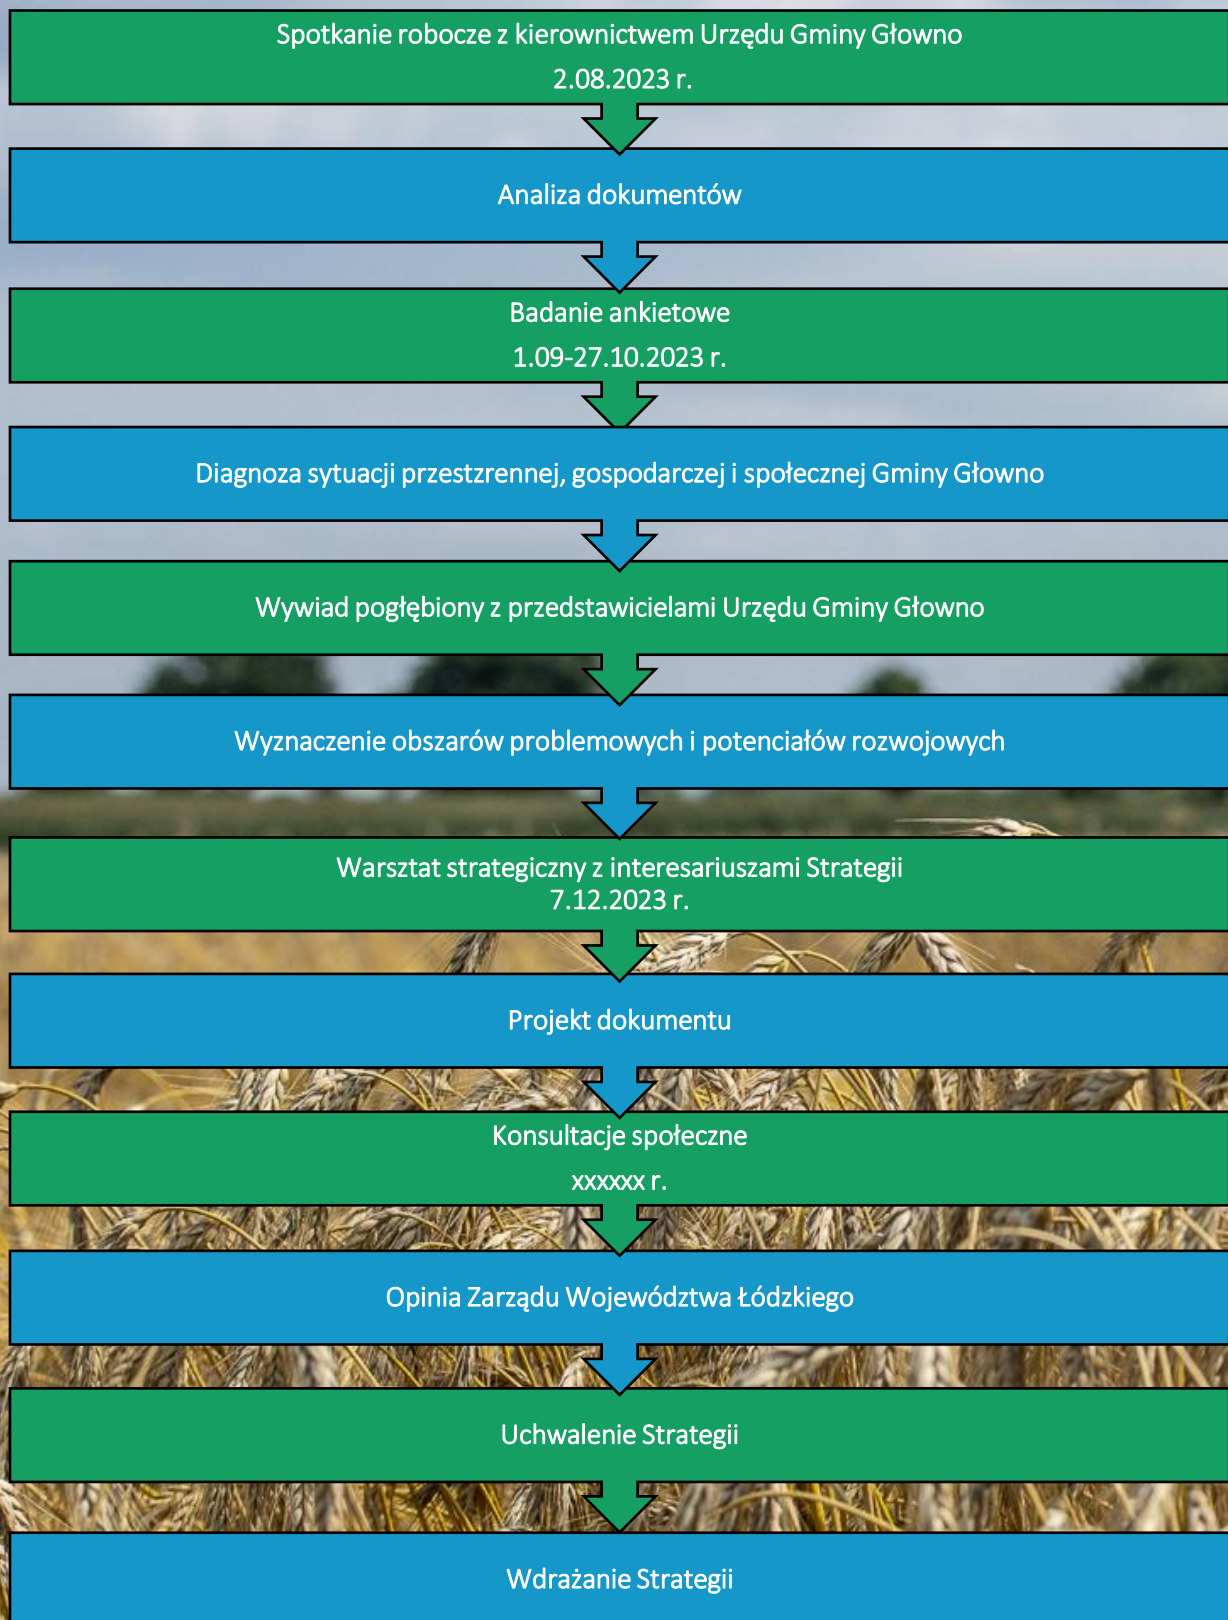 Spotkanie robocze z kierownictwem Urzędu Gminy Głowno
2.08.2023 r.
Analiza dokumentów
Badanie ankietowe
1.09-27.10.2023 r.
Diagnoza sytuacji przestzrennej, gospodarczej i społecznej Gminy Głowno
Wywiad pogłębiony z przedstawicielami Urzędu Gminy Głowno
Wyznaczenie obszarów problemowych i potenciałów rozwojowych
Warsztat strategiczny z interesariuszami Strategii
7.12.2023 r.
Projekt dokumentu
Konsultacje społeczne
xxxxxx r.
Opinia Zarządu Województwa Łódzkiego
Uchwalenie Strategii
Wdrażanie Strategii